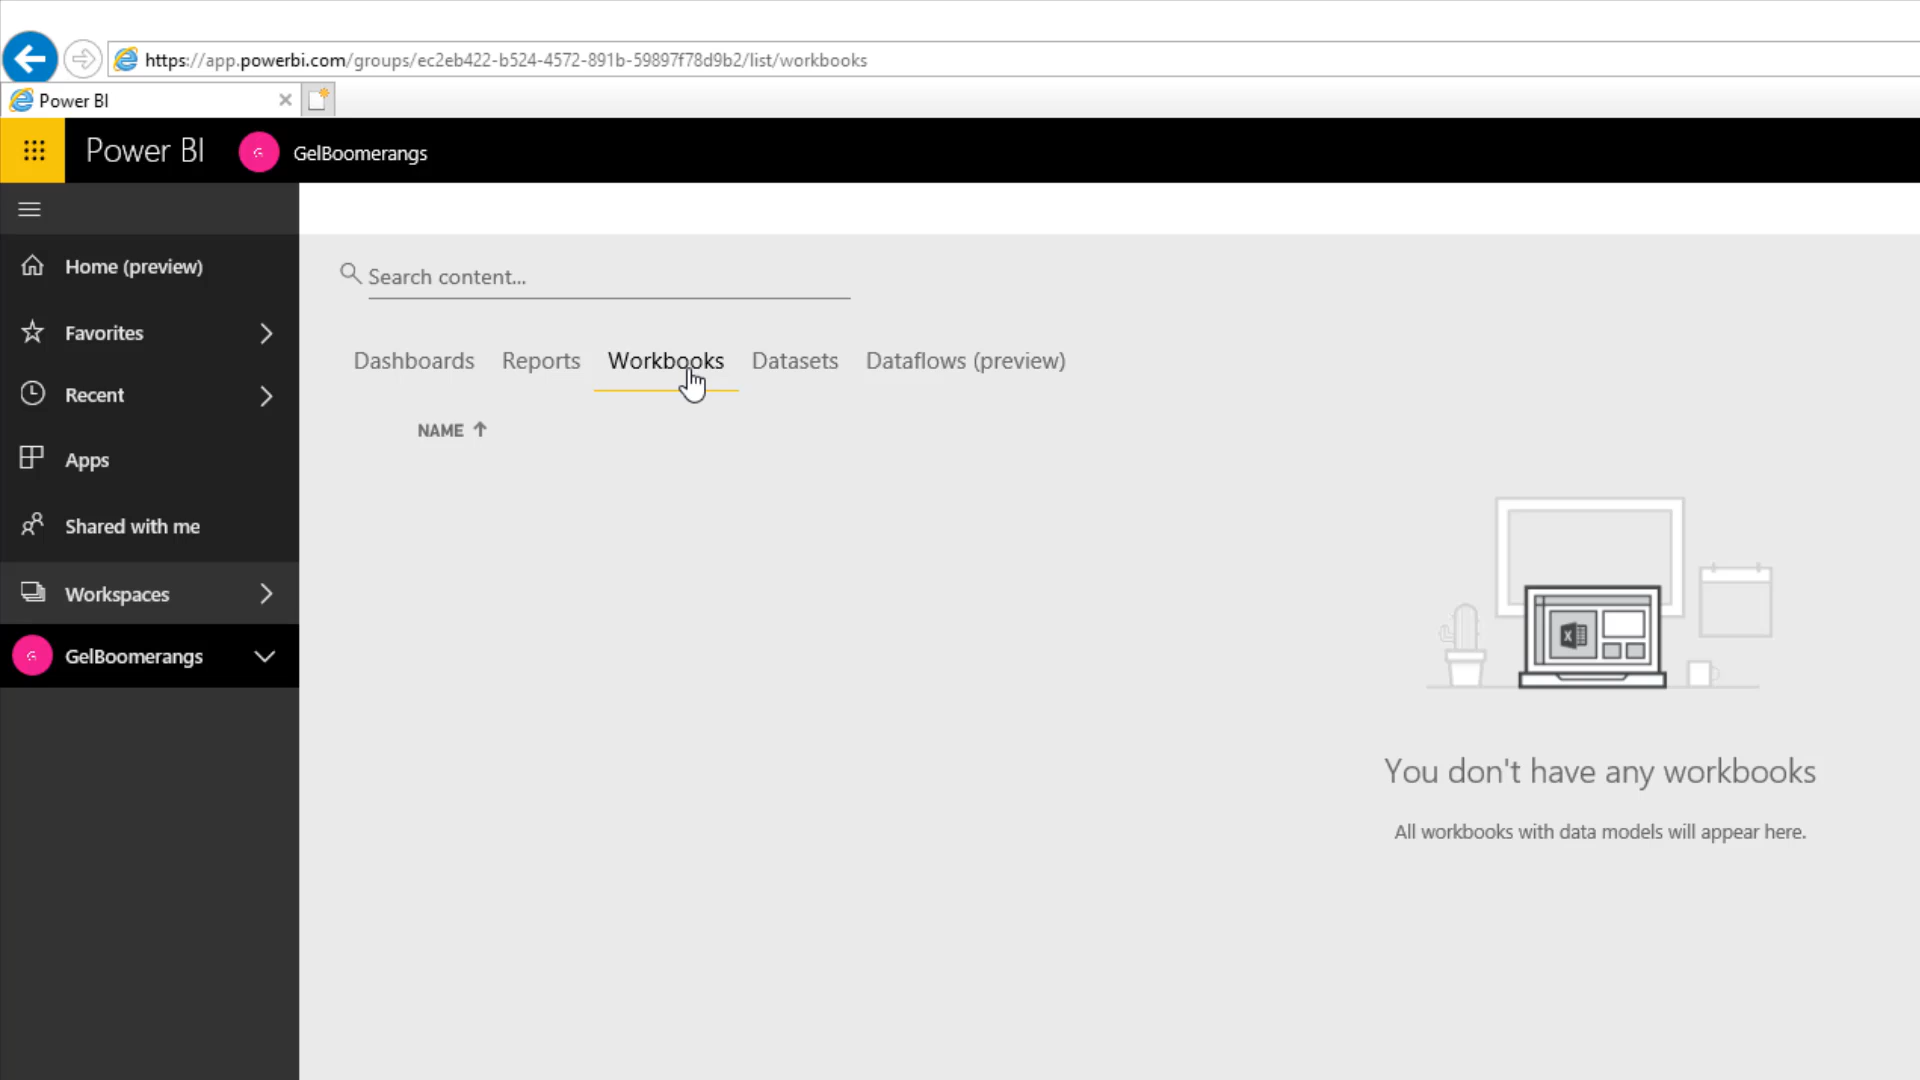 https://app.powerbi.com/groups/ec2eb422-b524-4572-891b-59897f78d9b2/list/workbooks
Power BI
Power BI
G
GelBoomerangs
Home (preview)
Search content...
Favorites
Dashboards Reports Workbooks Datasets Dataflows (preview)
Recent
NAME
Apps
Shared with me
Workspaces
G
GelBoomerangs
X
You don't have any workbooks
All workbooks with data models will appear here.